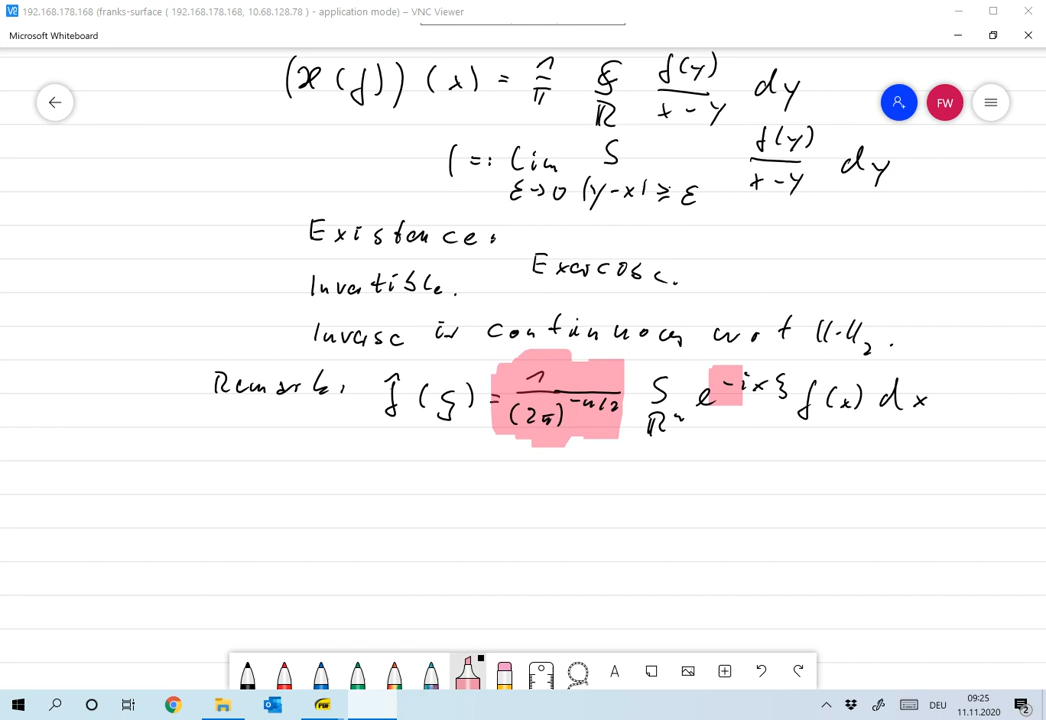 192.168.178.168 (franks-surface ( 192.168.178.168, 10.68.128.78 ) - application mode) – VNC Viewer
Microsoft Whiteboard
(ℋ(f))(x) = 1/π ⨍_ℝ f(y)/(x-y) dy
FW
( =: lim_{ε→0} ∫_{|y-x| ≥ ε} f(y)/(x-y) dy
Existence:
Exercise.
Invertible.
Inverse is continuous wrt ||·||_2.
Remark: f̂(ξ) = 1/(2π)^{-n/2} ∫_{ℝ^n} e^{-ixξ} f(x) dx
A
DEU
09:25
11.11.2020
2